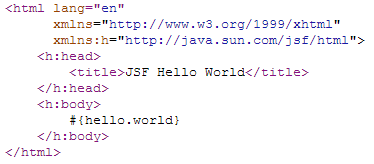 <html lang="en"
xmlns="http://www.w3.org/1999/xhtml"
xmlns:h="http://java.sun.com/jsf/html">
<h:head>
<title>JSF Hello World</title>
</h:head>
<h:body>
#{hello.world}
</h:body>
</html>